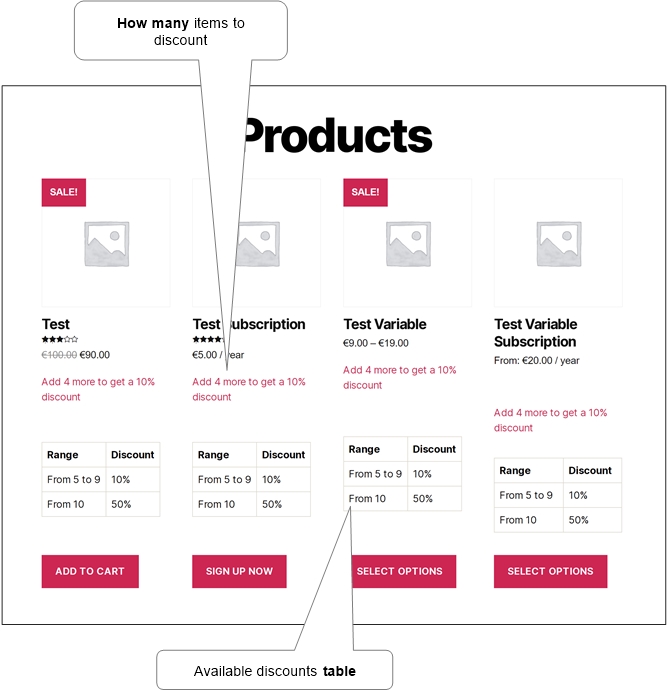 How many items to
discount
Products
SALE!
Test
€100.00 €90.00
Add 4 more to get a 10%
discount
Range Discount
From 5 to 9 10%
From 10 50%
ADD TO CART
Test Subscription
€5.00 / year
Add 4 more to get a 10%
discount
Range Discount
From 5 to 9 10%
From 10 50%
SIGN UP NOW
SALE!
Test Variable
€9.00 – €19.00
Add 4 more to get a 10%
discount
Range Discount
From 5 to 9 10%
From 10 50%
SELECT OPTIONS
Test Variable
Subscription
From: €20.00 / year
Add 4 more to get a 10%
discount
Range Discount
From 5 to 9 10%
From 10 50%
SELECT OPTIONS
Available discounts table